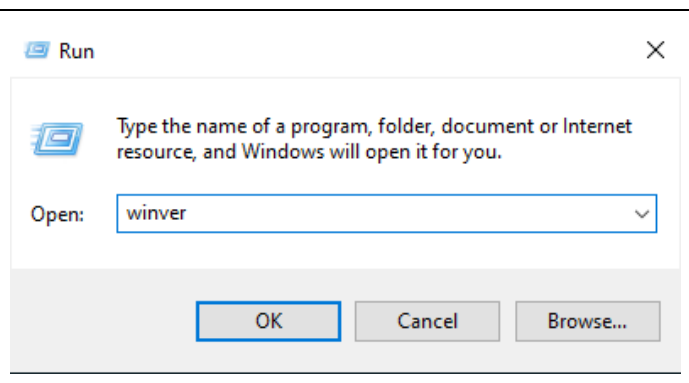 Run
Type the name of a program, folder, document or Internet
resource, and Windows will open it for you.
Open: winver
OK Cancel Browse...